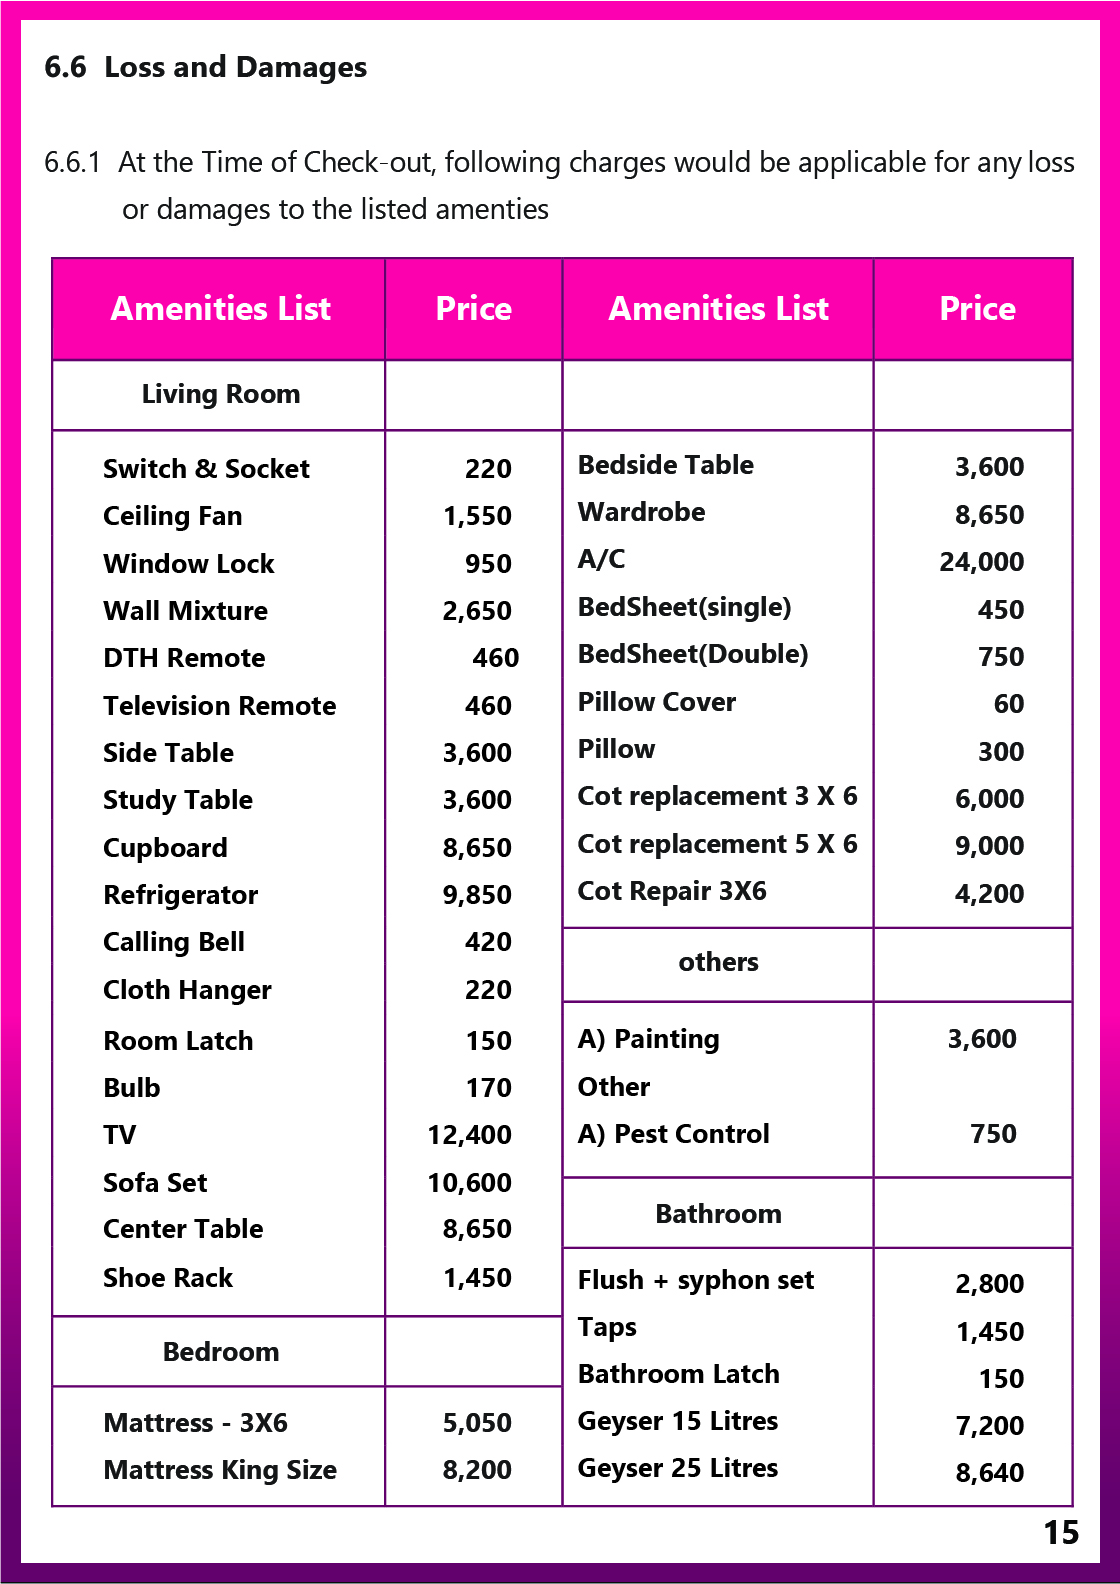 6.6 Loss and Damages
6.6.1 At the Time of Check-out, following charges would be applicable for any loss
or damages to the listed amenties
Amenities List Price Amenities List Price
Living Room
Switch & Socket 220
Ceiling Fan 1,550
Window Lock 950
Wall Mixture 2,650
DTH Remote 460
Television Remote 460
Side Table 3,600
Study Table 3,600
Cupboard 8,650
Refrigerator 9,850
Calling Bell 420
Cloth Hanger 220
Room Latch 150
Bulb 170
TV 12,400
Sofa Set 10,600
Center Table 8,650
Shoe Rack 1,450
Bedroom
Mattress - 3X6 5,050
Mattress King Size 8,200
Bedside Table 3,600
Wardrobe 8,650
A/C 24,000
BedSheet(single) 450
BedSheet(Double) 750
Pillow Cover 60
Pillow 300
Cot replacement 3 X 6 6,000
Cot replacement 5 X 6 9,000
Cot Repair 3X6 4,200
others
A) Painting 3,600
Other
A) Pest Control 750
Bathroom
Flush + syphon set 2,800
Taps 1,450
Bathroom Latch 150
Geyser 15 Litres 7,200
Geyser 25 Litres 8,640
15